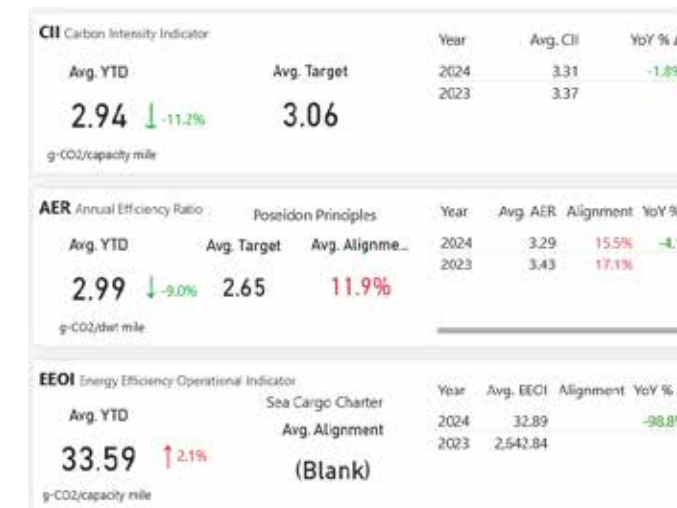 CII Carbon Intensity Indicator
Avg. YTD Avg. Target
2.94 ↓ -11.2% 3.06
g-CO2/capacity mile
Year Avg. CII YoY %
2024 3.31 -1.89
2023 3.37
AER Annual Efficiency Ratio Poseidon Principles
Avg. YTD Avg. Target Avg. Alignme...
2.99 ↓ -9.0% 2.65 11.9%
g-CO2/dwt mile
Year Avg. AER Alignment YoY %
2024 3.29 15.5% -4.
2023 3.43 17.1%
EEOI Energy Efficiency Operational Indicator
Sea Cargo Charter
Avg. YTD Avg. Alignment
33.59 ↑ 2.1% (Blank)
g-CO2/capacity mile
Year Avg. EEOI Alignment YoY %
2024 32.89 -98.8
2023 2,642.84